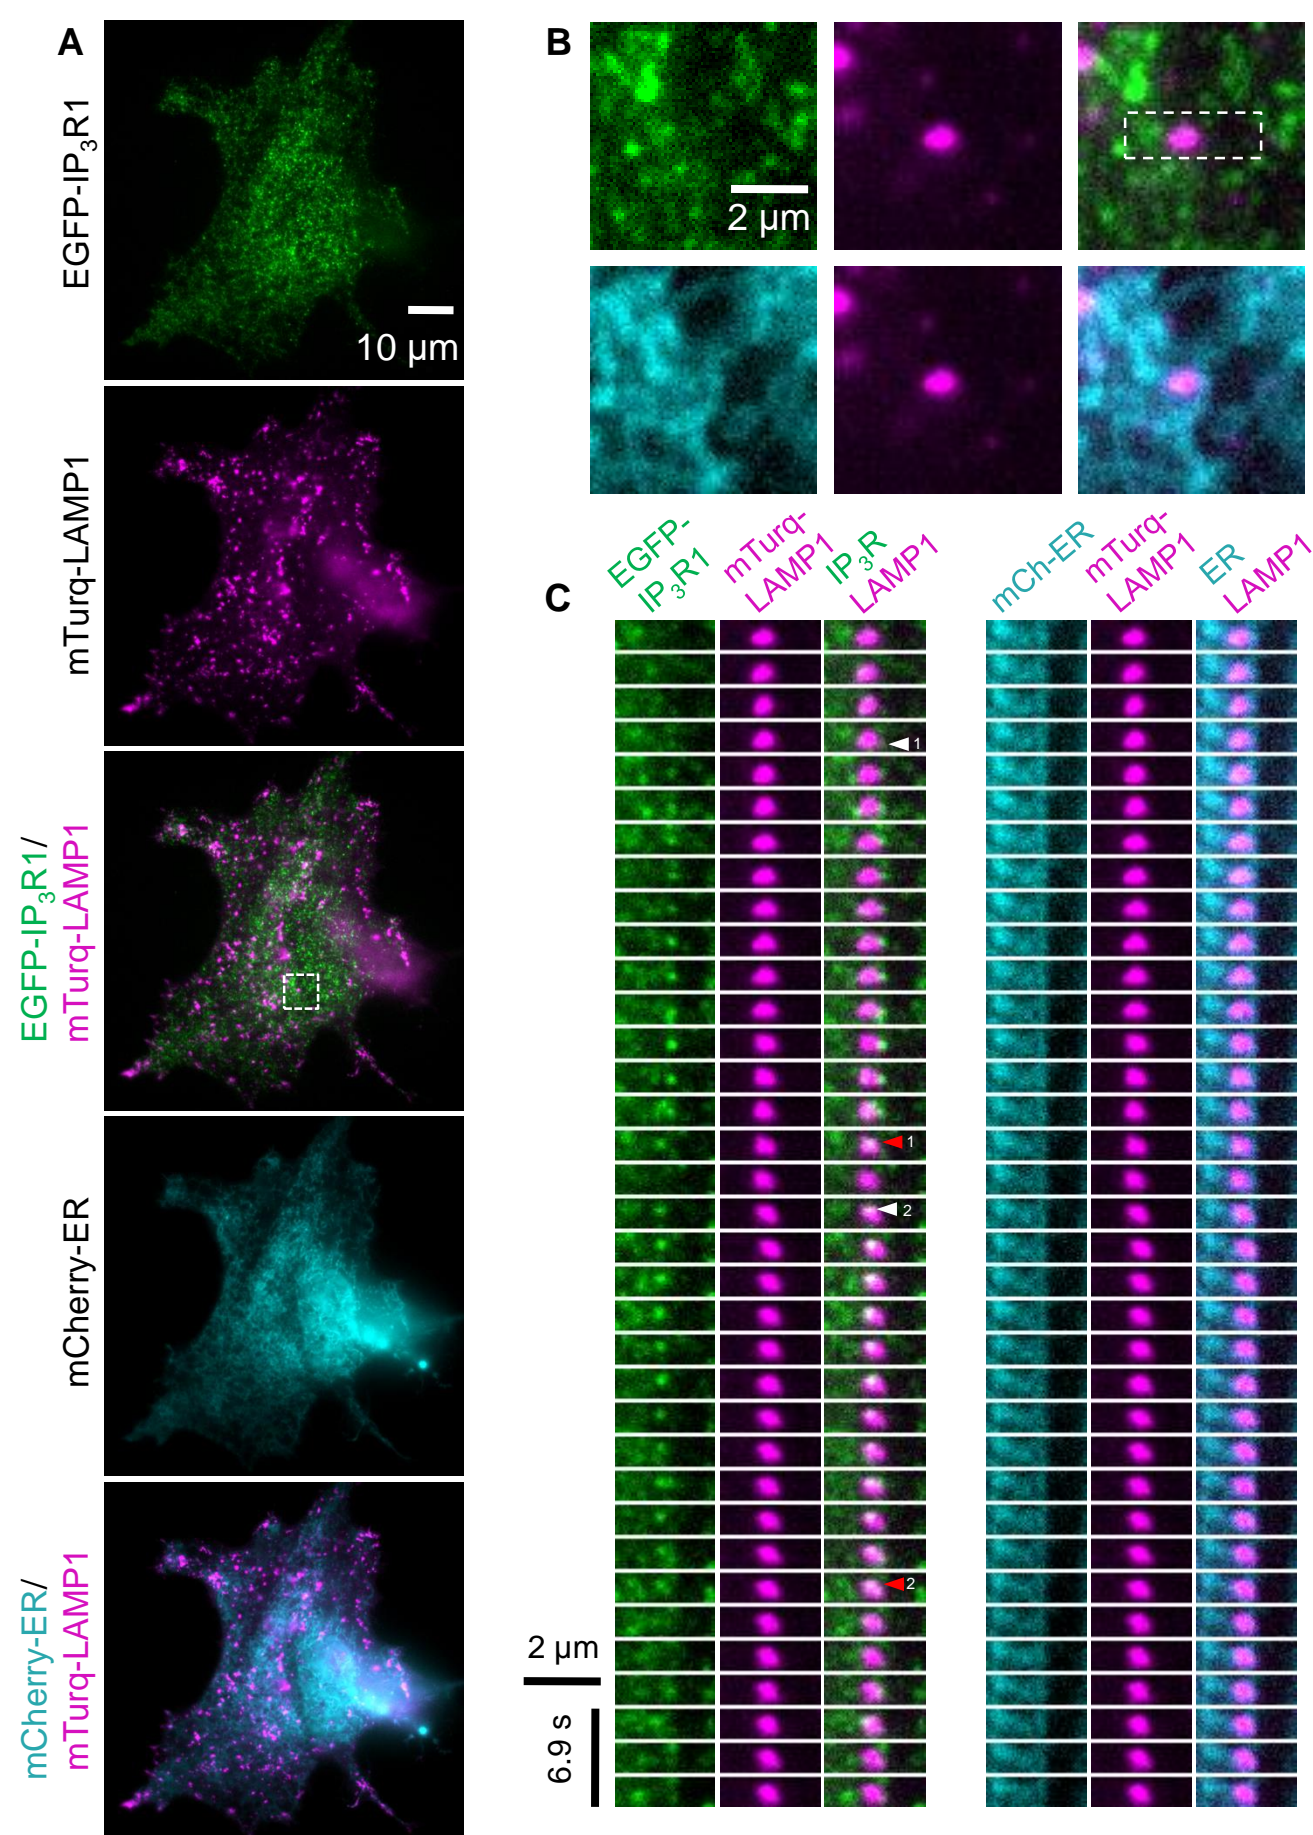 A
EGFP-IP3R1
10 µm
mTurq-LAMP1
EGFP-IP3R1/
mTurq-LAMP1
mCherry-ER
mCherry-ER/
mTurq-LAMP1
B
2 µm
C
EGFP-
IP3R1
mTurq-
LAMP1
IP3R
LAMP1
mCh-ER
mTurq-
LAMP1
ER
LAMP1
1
1
2
2
2 µm
6.9 s